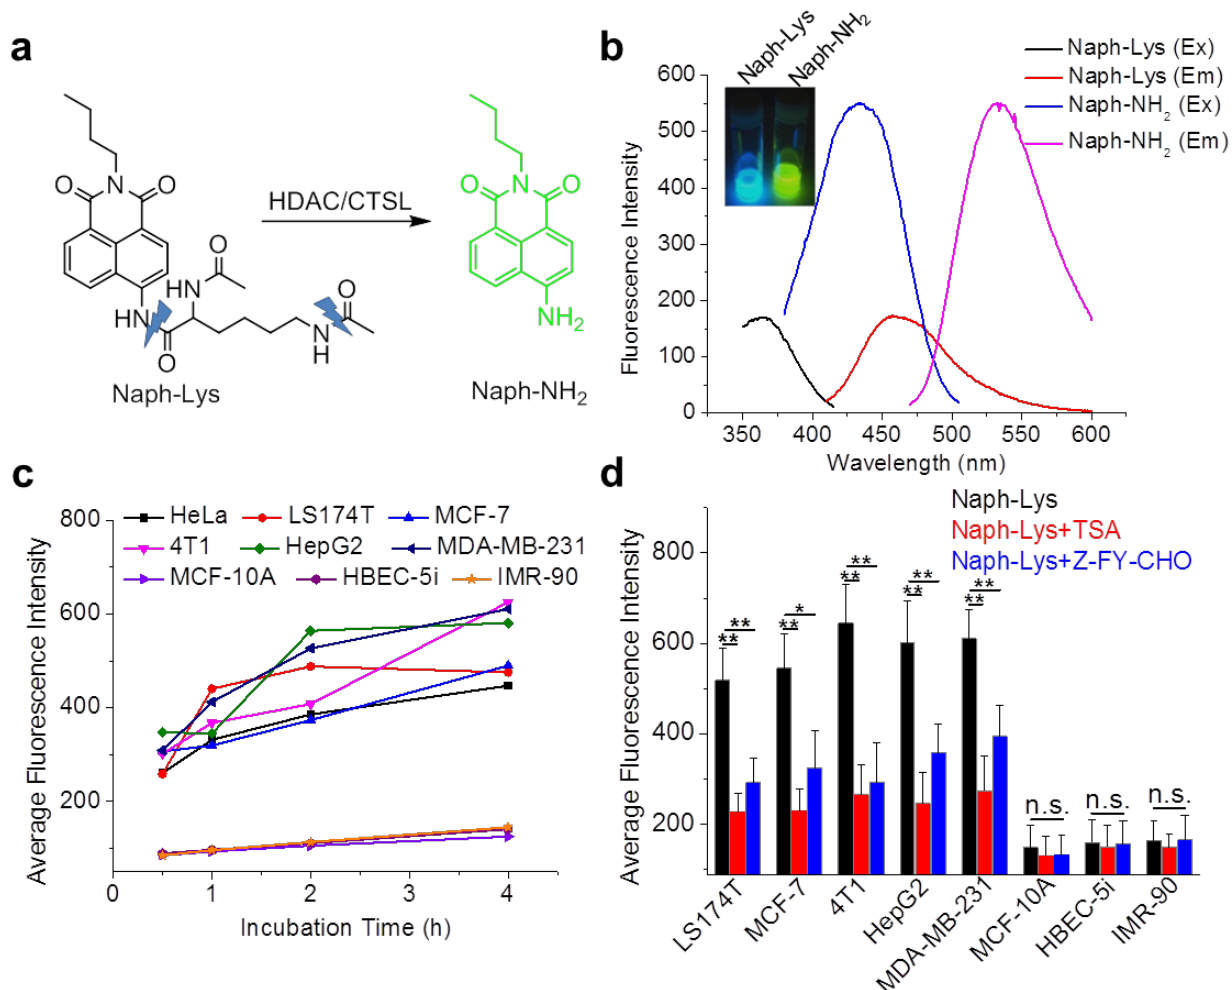 a
O
N
O
HDAC/CTSL
O
N
O
O
HN
HN
O
H
N
O
NH₂
Naph-Lys
Naph-NH₂
b
Naph-Lys
Naph-NH₂
Naph-Lys (Ex)
Naph-Lys (Em)
Naph-NH₂ (Ex)
Naph-NH₂ (Em)
Fluorescence Intensity
600
500
400
300
200
100
0
350 400 450 500 550 600
Wavelength (nm)
c
HeLa LS174T MCF-7
4T1 HepG2 MDA-MB-231
MCF-10A HBEC-5i IMR-90
Average Fluorescence Intensity
800
600
400
200
0 1 2 3 4
Incubation Time (h)
d
Naph-Lys
Naph-Lys+TSA
Naph-Lys+Z-FY-CHO
Average Fluorescence Intensity
800
600
400
200
** **
** *
** **
** **
** **
n.s. n.s. n.s.
LS174T MCF-7 4T1 HepG2 MDA-MB-231 MCF-10A HBEC-5i IMR-90